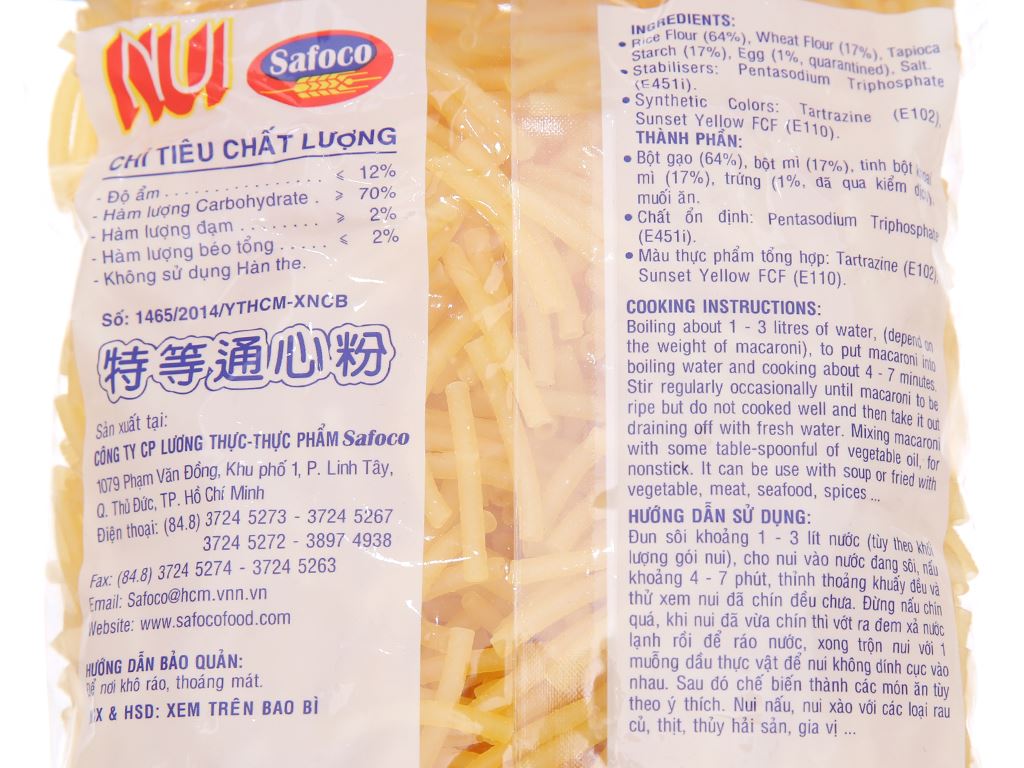 NUI
Safoco
CHỈ TIÊU CHẤT LƯỢNG
- Độ ẩm . . . . . . . . . . . . . . . . . . ⩽ 12%
- Hàm lượng Carbohydrate . ⩾ 70%
- Hàm lượng đạm . . . . . . . . ⩾ 2%
- Hàm lượng béo tổng . . . . . ⩽ 2%
- Không sử dụng Hàn the.
Số: 1465/2014/YTHCM-XNCB
特等通心粉
Sản xuất tại:
CÔNG TY CP LƯƠNG THỰC-THỰC PHẨM Safoco
1079 Phạm Văn Đồng, Khu phố 1, P. Linh Tây,
Q. Thủ Đức, TP. Hồ Chí Minh
Điện thoại: (84.8) 3724 5273 - 3724 5267
3724 5272 - 3897 4938
Fax: (84.8) 3724 5274 - 3724 5263
Email: Safoco@hcm.vnn.vn
Website: www.safocofood.com
HƯỚNG DẪN BẢO QUẢN:
Để nơi khô ráo, thoáng mát.
& HSD: XEM TRÊN BAO BÌ
INGREDIENTS:
• Rice Flour (64%), Wheat Flour (17%), Tapioca
Starch (17%), Egg (1%, quarantined), Salt.
• Stabilisers: Pentasodium Triphosphate
(E451i).
• Synthetic Colors: Tartrazine (E102),
Sunset Yellow FCF (E110).
THÀNH PHẦN:
• Bột gạo (64%), bột mì (17%), tinh bột khoai
mì (17%), trứng (1%, đã qua kiểm dịch),
muối ăn.
• Chất ổn định: Pentasodium Triphosphate
(E451i).
• Màu thực phẩm tổng hợp: Tartrazine (E102),
Sunset Yellow FCF (E110).
COOKING INSTRUCTIONS:
Boiling about 1 - 3 litres of water, (depend on
the weight of macaroni), to put macaroni into
boiling water and cooking about 4 - 7 minutes.
Stir regularly occasionally until macaroni to be
ripe but do not cooked well and then take it out
draining off with fresh water. Mixing macaroni
with some table-spoonful of vegetable oil, for
nonstick. It can be use with soup or fried with
vegetable, meat, seafood, spices ...
HƯỚNG DẪN SỬ DỤNG:
Đun sôi khoảng 1 - 3 lít nước (tùy theo khối
lượng gói nui), cho nui vào nước đang sôi, nấu
khoảng 4 - 7 phút, thỉnh thoảng khuấy đều và
thử xem nui đã chín đều chưa. Đừng nấu chín
quá, khi nui đã vừa chín thì vớt ra đem xả nước
lạnh rồi để ráo nước, xong trộn nui với 1
muỗng dầu thực vật để nui không dính cục vào
nhau. Sau đó chế biến thành các món ăn tùy
theo ý thích. Nui nấu, nui xào với các loại rau
củ, thịt, thủy hải sản, gia vị ...